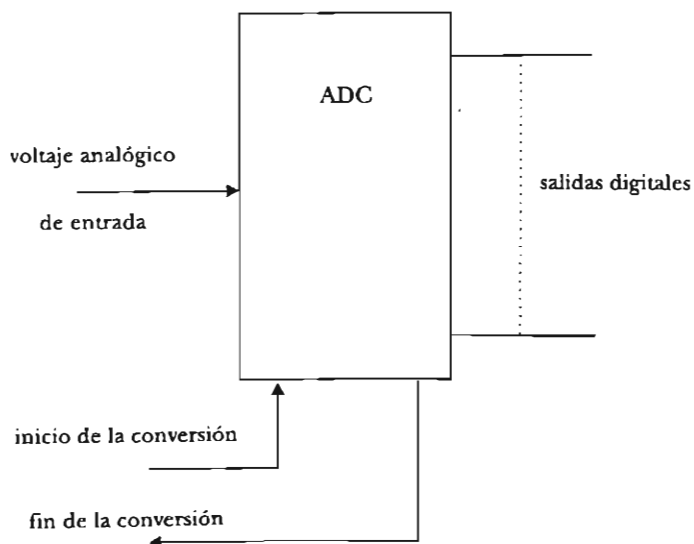 ADC
voltaje analógico
de entrada
salidas digitales
inicio de la conversión
fin de la conversión